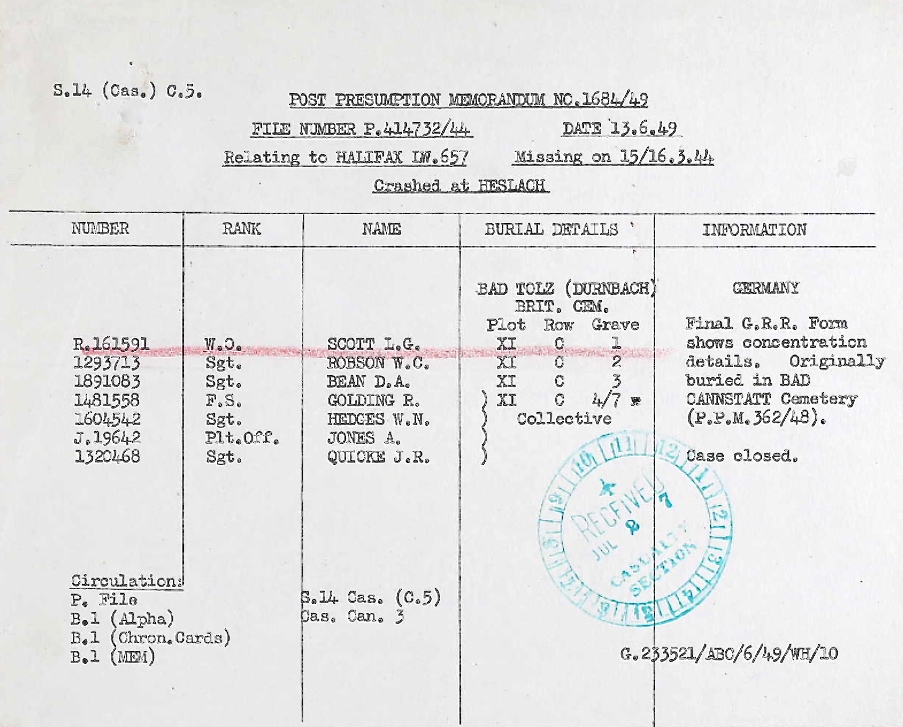 S.14 (Cas.) C.5.
POST PRESUMPTION MEMORANDUM NO.1684/49
FILE NUMBER P.414732/44 DATE 13.6.49
Relating to HALIFAX LW.657 Missing on 15/16.3.44
Crashed at HESLACH
NUMBER RANK NAME BURIAL DETAILS INFORMATION
BAD TOLZ (DURNBACH) GERMANY
BRIT. CEM.
Plot Row Grave Final G.R.R. Form
R.161591 W.O. SCOTT L.G. XI C 1 shows concentration
1293713 Sgt. ROBSON W.C. XI C 2 details. Originally
1891083 Sgt. BEAN D.A. XI C 3 buried in BAD
1481558 F.S. GOLDING R. ) XI C 4/7 * CANNSTATT Cemetery
1604542 Sgt. HEDGES W.N. ) Collective (P.P.M.362/48).
J.19642 Plt.Off. JONES A. )
1320468 Sgt. QUICKE J.R. ) Case closed.
RECEIVED
JUL 8 7
CASUALTY
SECTION
Circulation:
P. File S.14 Cas. (C.5)
B.1 (Alpha) Cas. Can. 3
B.1 (Chron.Cards)
B.1 (MEM) G.233521/ABC/6/49/WH/10